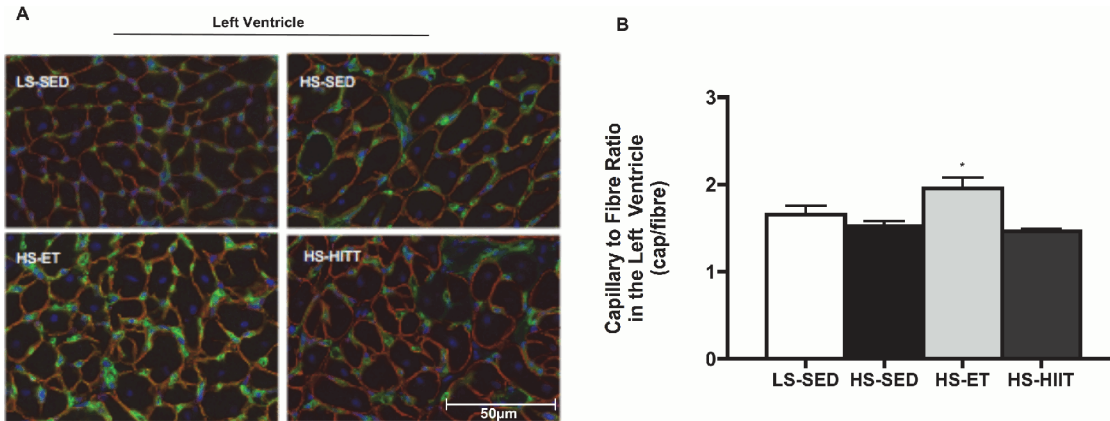 A
Left Ventricle
LS-SED
HS-SED
HS-ET
HS-HITT
50µm
B
Capillary to Fibre Ratio
in the Left Ventricle
(cap/fibre)
3
2
1
0
*
LS-SED HS-SED HS-ET HS-HIIT